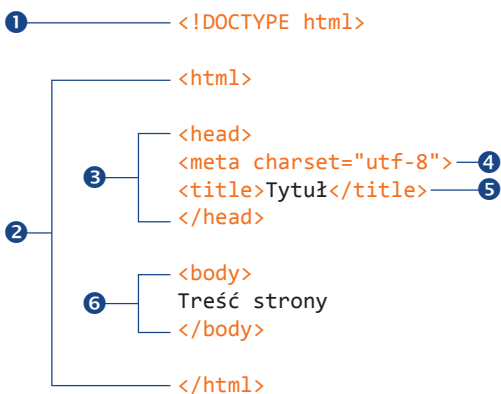 1 <!DOCTYPE html>
<html>
<head>
<meta charset="utf-8"> 4
3 <title>Tytuł</title> 5
</head>
2
<body>
6 Treść strony
</body>
</html>